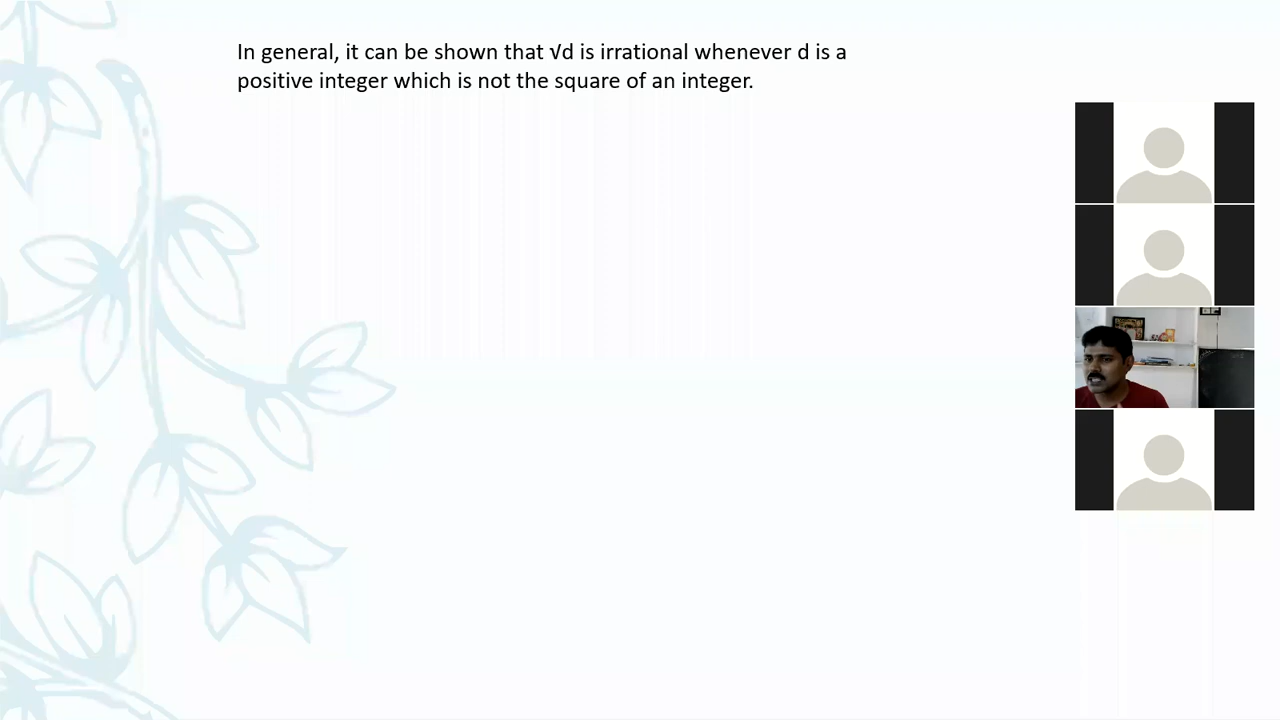 In general, it can be shown that √d is irrational whenever d is a
positive integer which is not the square of an integer.